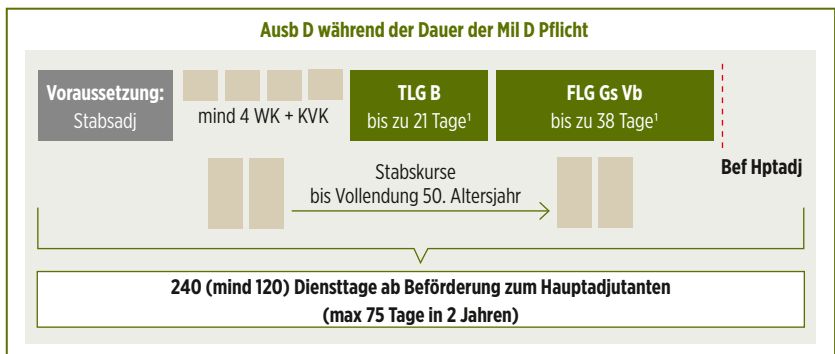 Ausb D während der Dauer der Mil D Pflicht
Voraussetzung:
Stabsadj
mind 4 WK + KVK
TLG B
bis zu 21 Tage¹
FLG Gs Vb
bis zu 38 Tage¹
Bef Hptadj
Stabskurse
bis Vollendung 50. Altersjahr
240 (mind 120) Diensttage ab Beförderung zum Hauptadjutanten
(max 75 Tage in 2 Jahren)